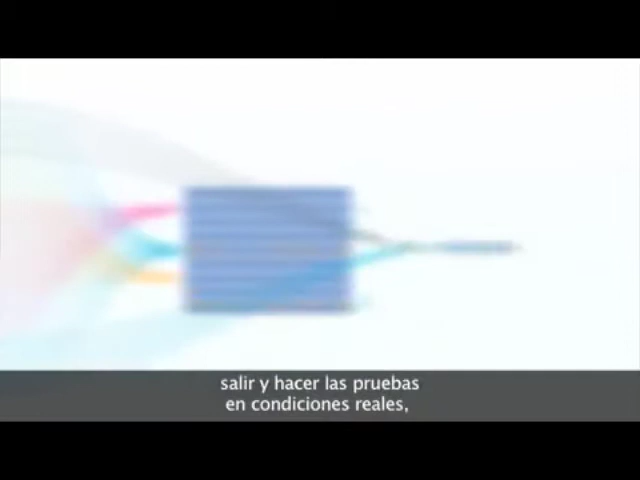 salir y hacer las pruebas
en condiciones reales,